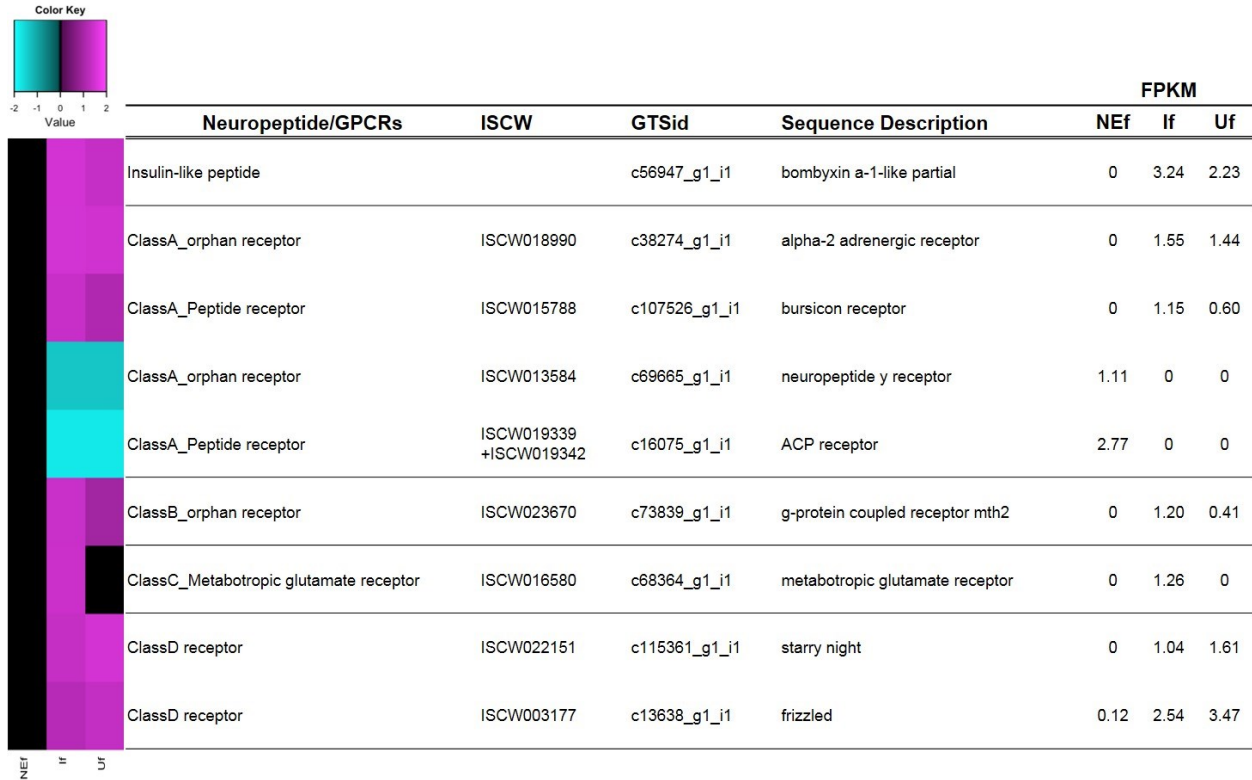 Color Key
-2 -1 0 1 2
Value
FPKM
Neuropeptide/GPCRs ISCW GTSid Sequence Description NEf If Uf
Insulin-like peptide c56947_g1_i1 bombyxin a-1-like partial 0 3.24 2.23
ClassA_orphan receptor ISCW018990 c38274_g1_i1 alpha-2 adrenergic receptor 0 1.55 1.44
ClassA_Peptide receptor ISCW015788 c107526_g1_i1 bursicon receptor 0 1.15 0.60
ClassA_orphan receptor ISCW013584 c69665_g1_i1 neuropeptide y receptor 1.11 0 0
ClassA_Peptide receptor ISCW019339 +ISCW019342 c16075_g1_i1 ACP receptor 2.77 0 0
ClassB_orphan receptor ISCW023670 c73839_g1_i1 g-protein coupled receptor mth2 0 1.20 0.41
ClassC_Metabotropic glutamate receptor ISCW016580 c68364_g1_i1 metabotropic glutamate receptor 0 1.26 0
ClassD receptor ISCW022151 c115361_g1_i1 starry night 0 1.04 1.61
ClassD receptor ISCW003177 c13638_g1_i1 frizzled 0.12 2.54 3.47
NEf If Uf